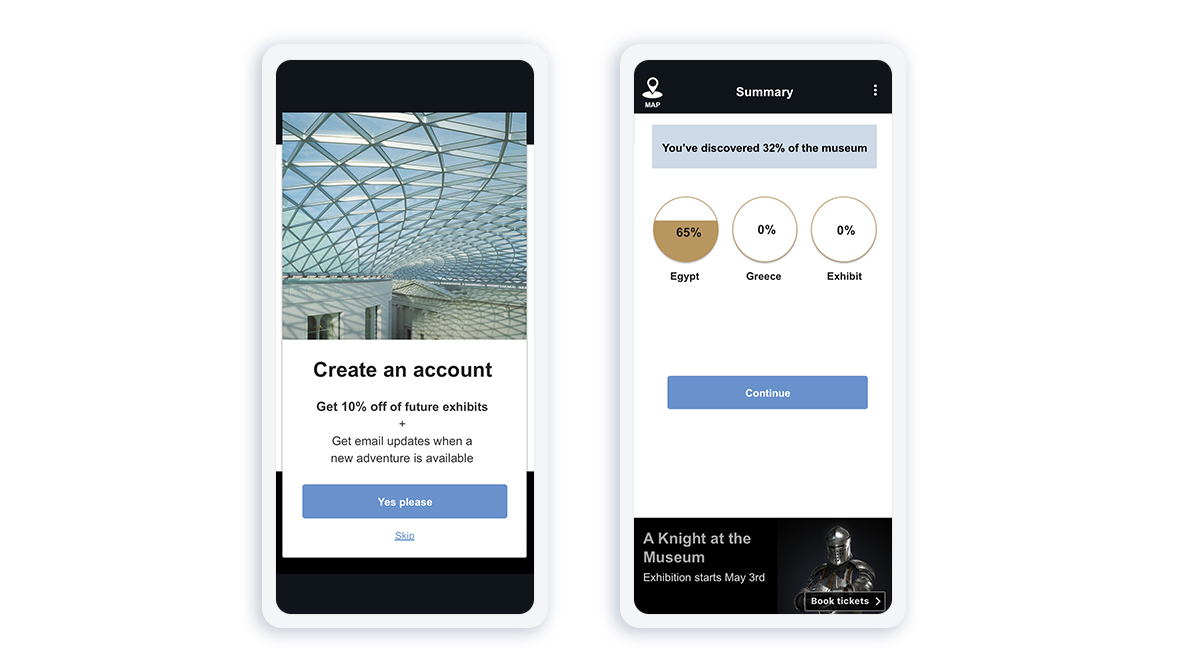 Create an account
Get 10% off of future exhibits
+
Get email updates when a
new adventure is available
Yes please
Skip
MAP
Summary
You've discovered 32% of the museum
65%
0%
0%
Egypt
Greece
Exhibit
Continue
A Knight at the
Museum
Exhibition starts May 3rd
Book tickets